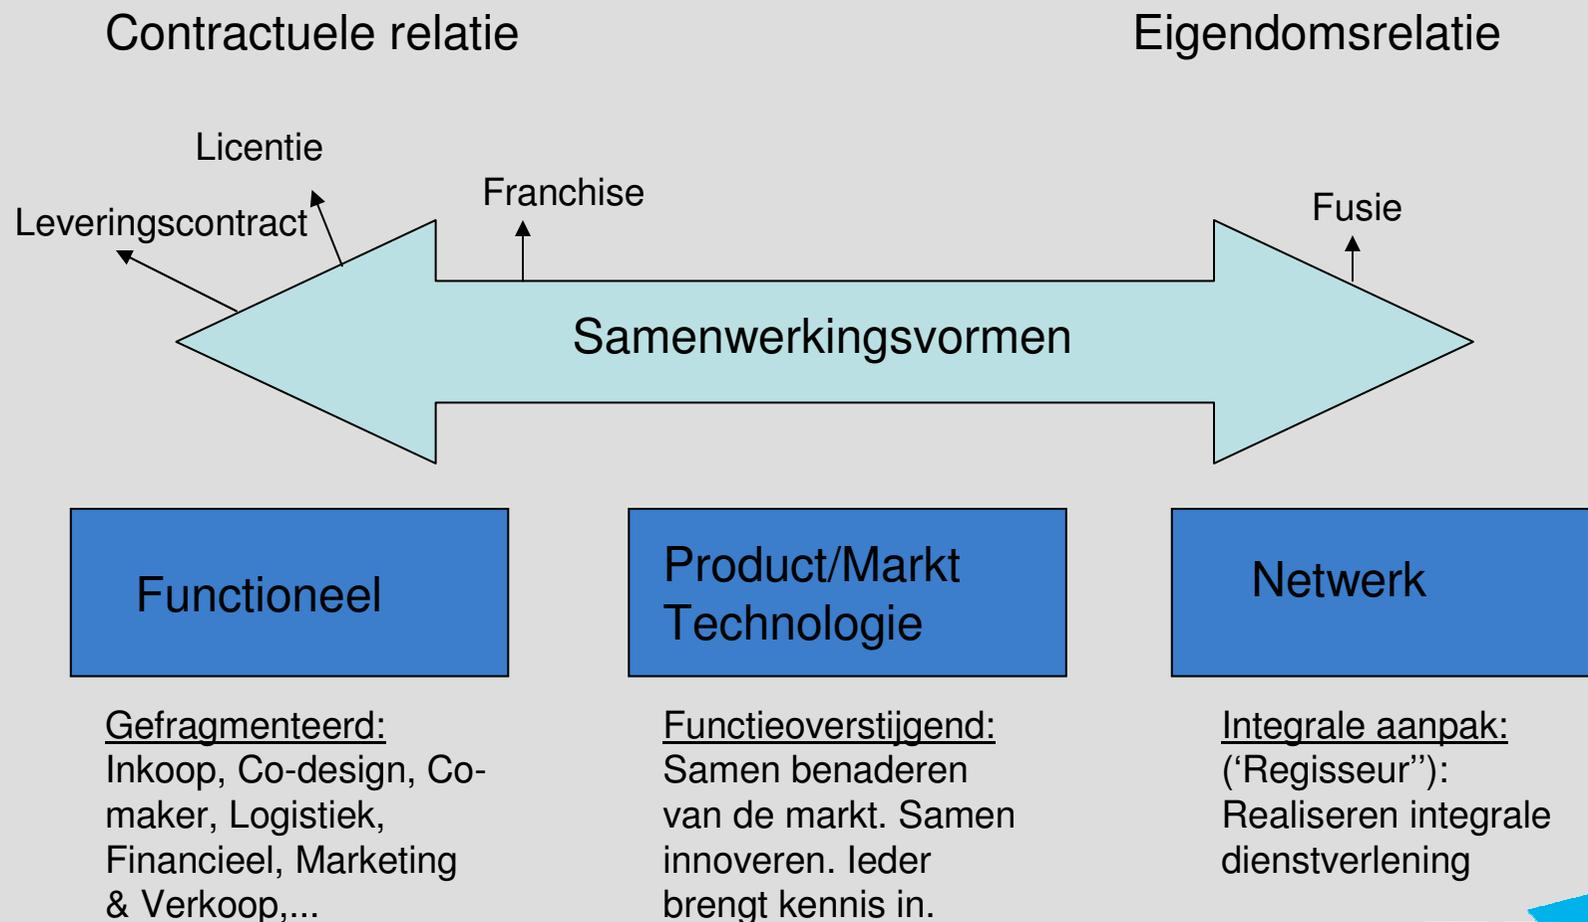 Contractuele relatie
Eigendomsrelatie
Licentie
Franchise
Leveringscontract
Fusie
Samenwerkingsvormen
Functioneel
Product/Markt
Technologie
Netwerk
Gefragmenteerd:
Inkoop, Co-design, Co-
maker, Logistiek,
Financieel, Marketing
& Verkoop,...
Functieoverstijgend:
Samen benaderen
van de markt. Samen
innoveren. Ieder
brengt kennis in.
Integrale aanpak:
(‘Regisseur’’):
Realiseren integrale
dienstverlening